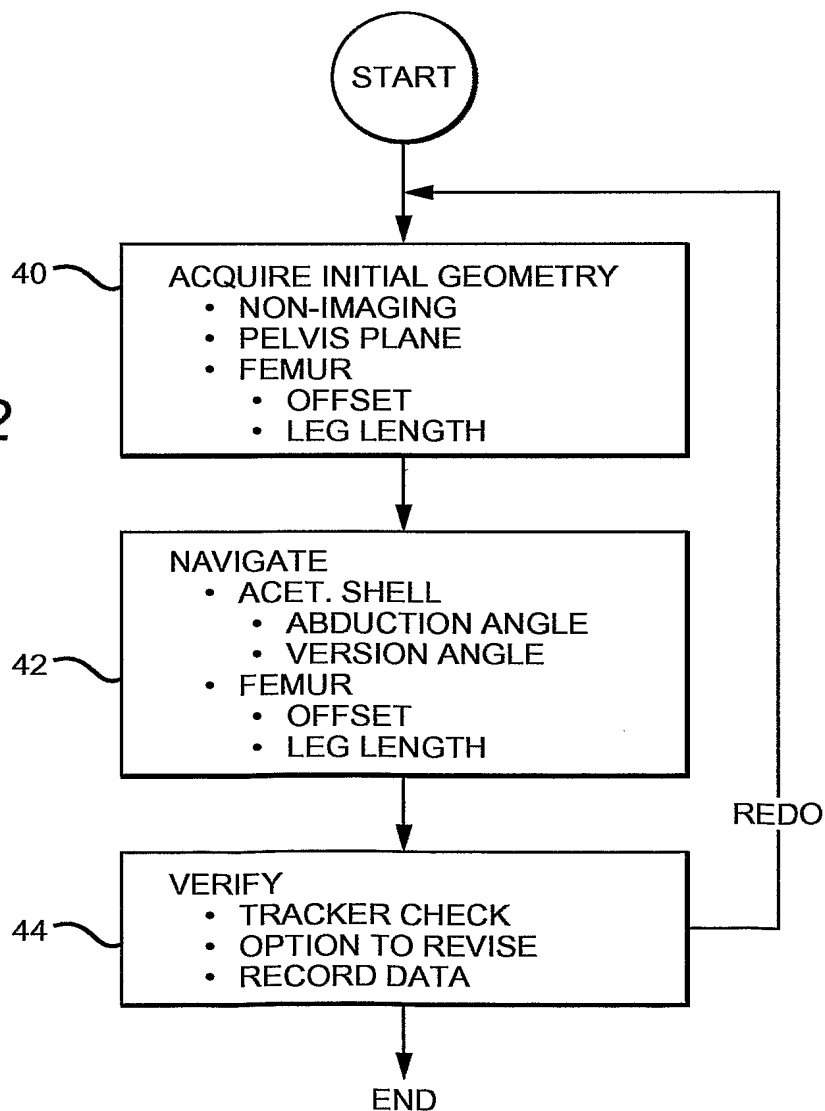 START
40
ACQUIRE INITIAL GEOMETRY
• NON-IMAGING
• PELVIS PLANE
• FEMUR
• OFFSET
• LEG LENGTH
2
NAVIGATE
• ACET. SHELL
• ABDUCTION ANGLE
• VERSION ANGLE
• FEMUR
• OFFSET
• LEG LENGTH
42
REDO
VERIFY
• TRACKER CHECK
• OPTION TO REVISE
• RECORD DATA
44
END